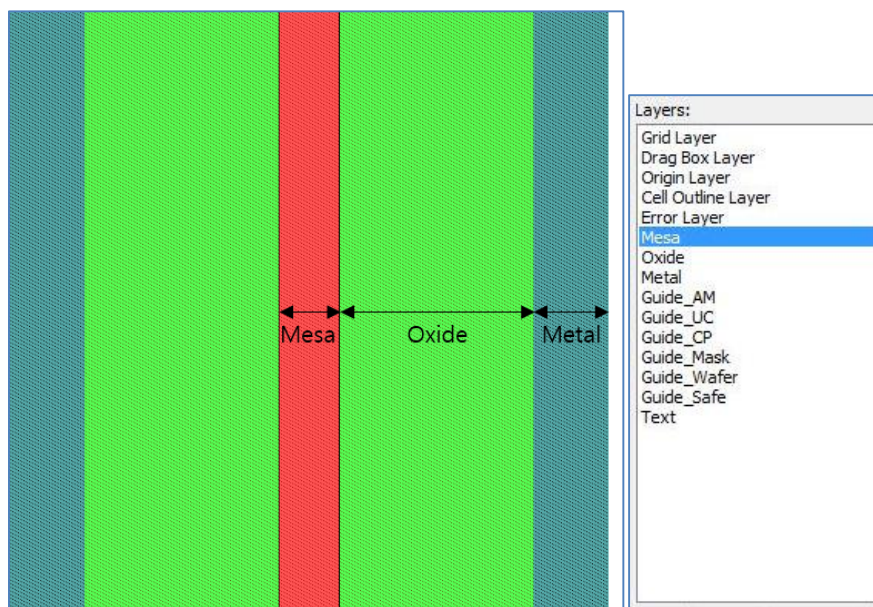 Mesa
Oxide
Metal
Layers:
Grid Layer
Drag Box Layer
Origin Layer
Cell Outline Layer
Error Layer
Mesa
Oxide
Metal
Guide_AM
Guide_UC
Guide_CP
Guide_Mask
Guide_Wafer
Guide_Safe
Text